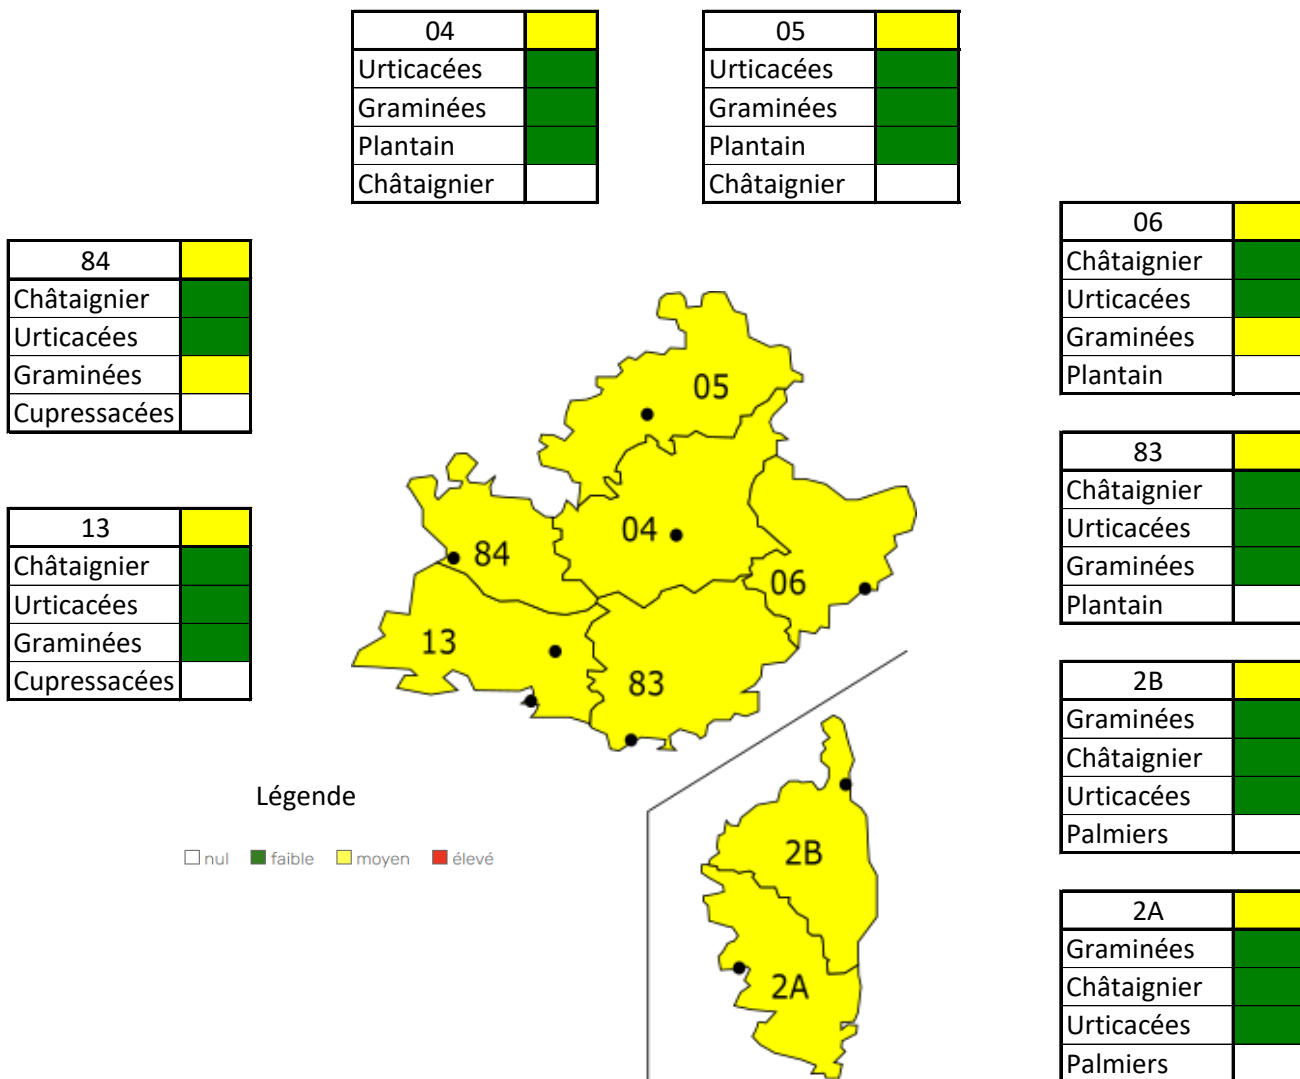 04
Urticacées
Graminées
Plantain
Châtaignier
05
Urticacées
Graminées
Plantain
Châtaignier
84
Châtaignier
Urticacées
Graminées
Cupressacées
13
Châtaignier
Urticacées
Graminées
Cupressacées
05
04
84
06
13
83
2B
2A
06
Châtaignier
Urticacées
Graminées
Plantain
83
Châtaignier
Urticacées
Graminées
Plantain
2B
Graminées
Châtaignier
Urticacées
Palmiers
2A
Graminées
Châtaignier
Urticacées
Palmiers
Légende
nul faible moyen élevé